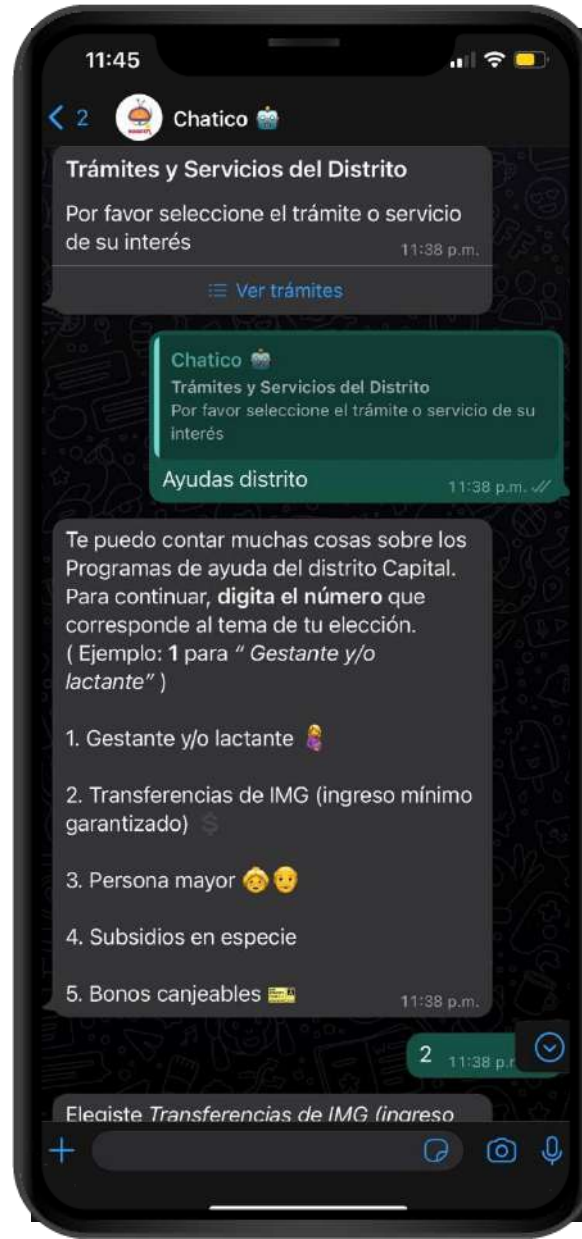 11:45
2
Chatico 🤖
Trámites y Servicios del Distrito
Por favor seleccione el trámite o servicio
de su interés
11:38 p.m.
Ver trámites
Chatico 🤖
Trámites y Servicios del Distrito
Por favor seleccione el trámite o servicio de su
interés
Ayudas distrito
11:38 p.m.
Te puedo contar muchas cosas sobre los
Programas de ayuda del distrito Capital.
Para continuar, digita el número que
corresponde al tema de tu elección.
( Ejemplo: 1 para “ Gestante y/o
lactante” )
1. Gestante y/o lactante 🤰
2. Transferencias de IMG (ingreso mínimo
garantizado) 💲
3. Persona mayor 👵👴
4. Subsidios en especie
5. Bonos canjeables 🎫
11:38 p.m.
2
11:38 p.
Elegiste Transferencias de IMG (ingreso